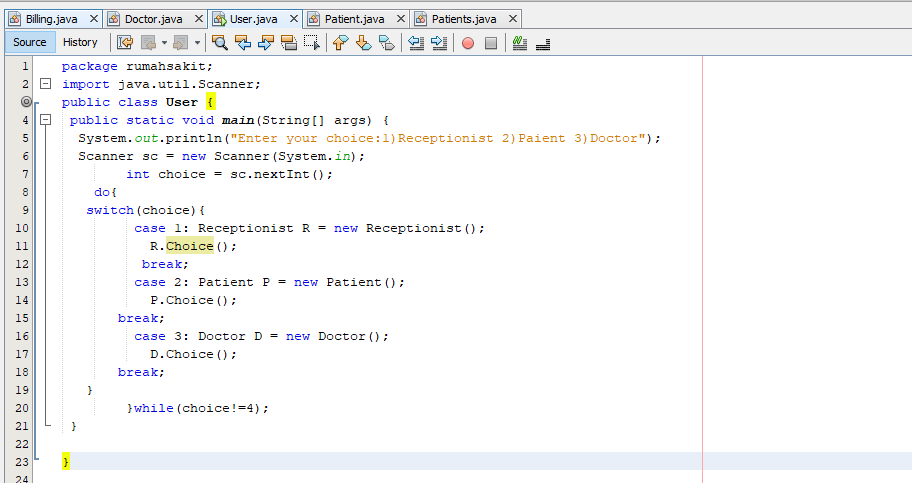 Billing.java Doctor.java User.java Patient.java Patients.java
Source History
1 package rumahsakit;
2 import java.util.Scanner;
public class User {
4 public static void main(String[] args) {
5 System.out.println("Enter your choice:1)Receptionist 2)Paient 3)Doctor");
6 Scanner sc = new Scanner(System.in);
7 int choice = sc.nextInt();
8 do{
9 switch(choice){
10 case 1: Receptionist R = new Receptionist();
11 R.Choice();
12 break;
13 case 2: Patient P = new Patient();
14 P.Choice();
15 break;
16 case 3: Doctor D = new Doctor();
17 D.Choice();
18 break;
19 }
20 }while(choice!=4);
21 }
22
23 }
24